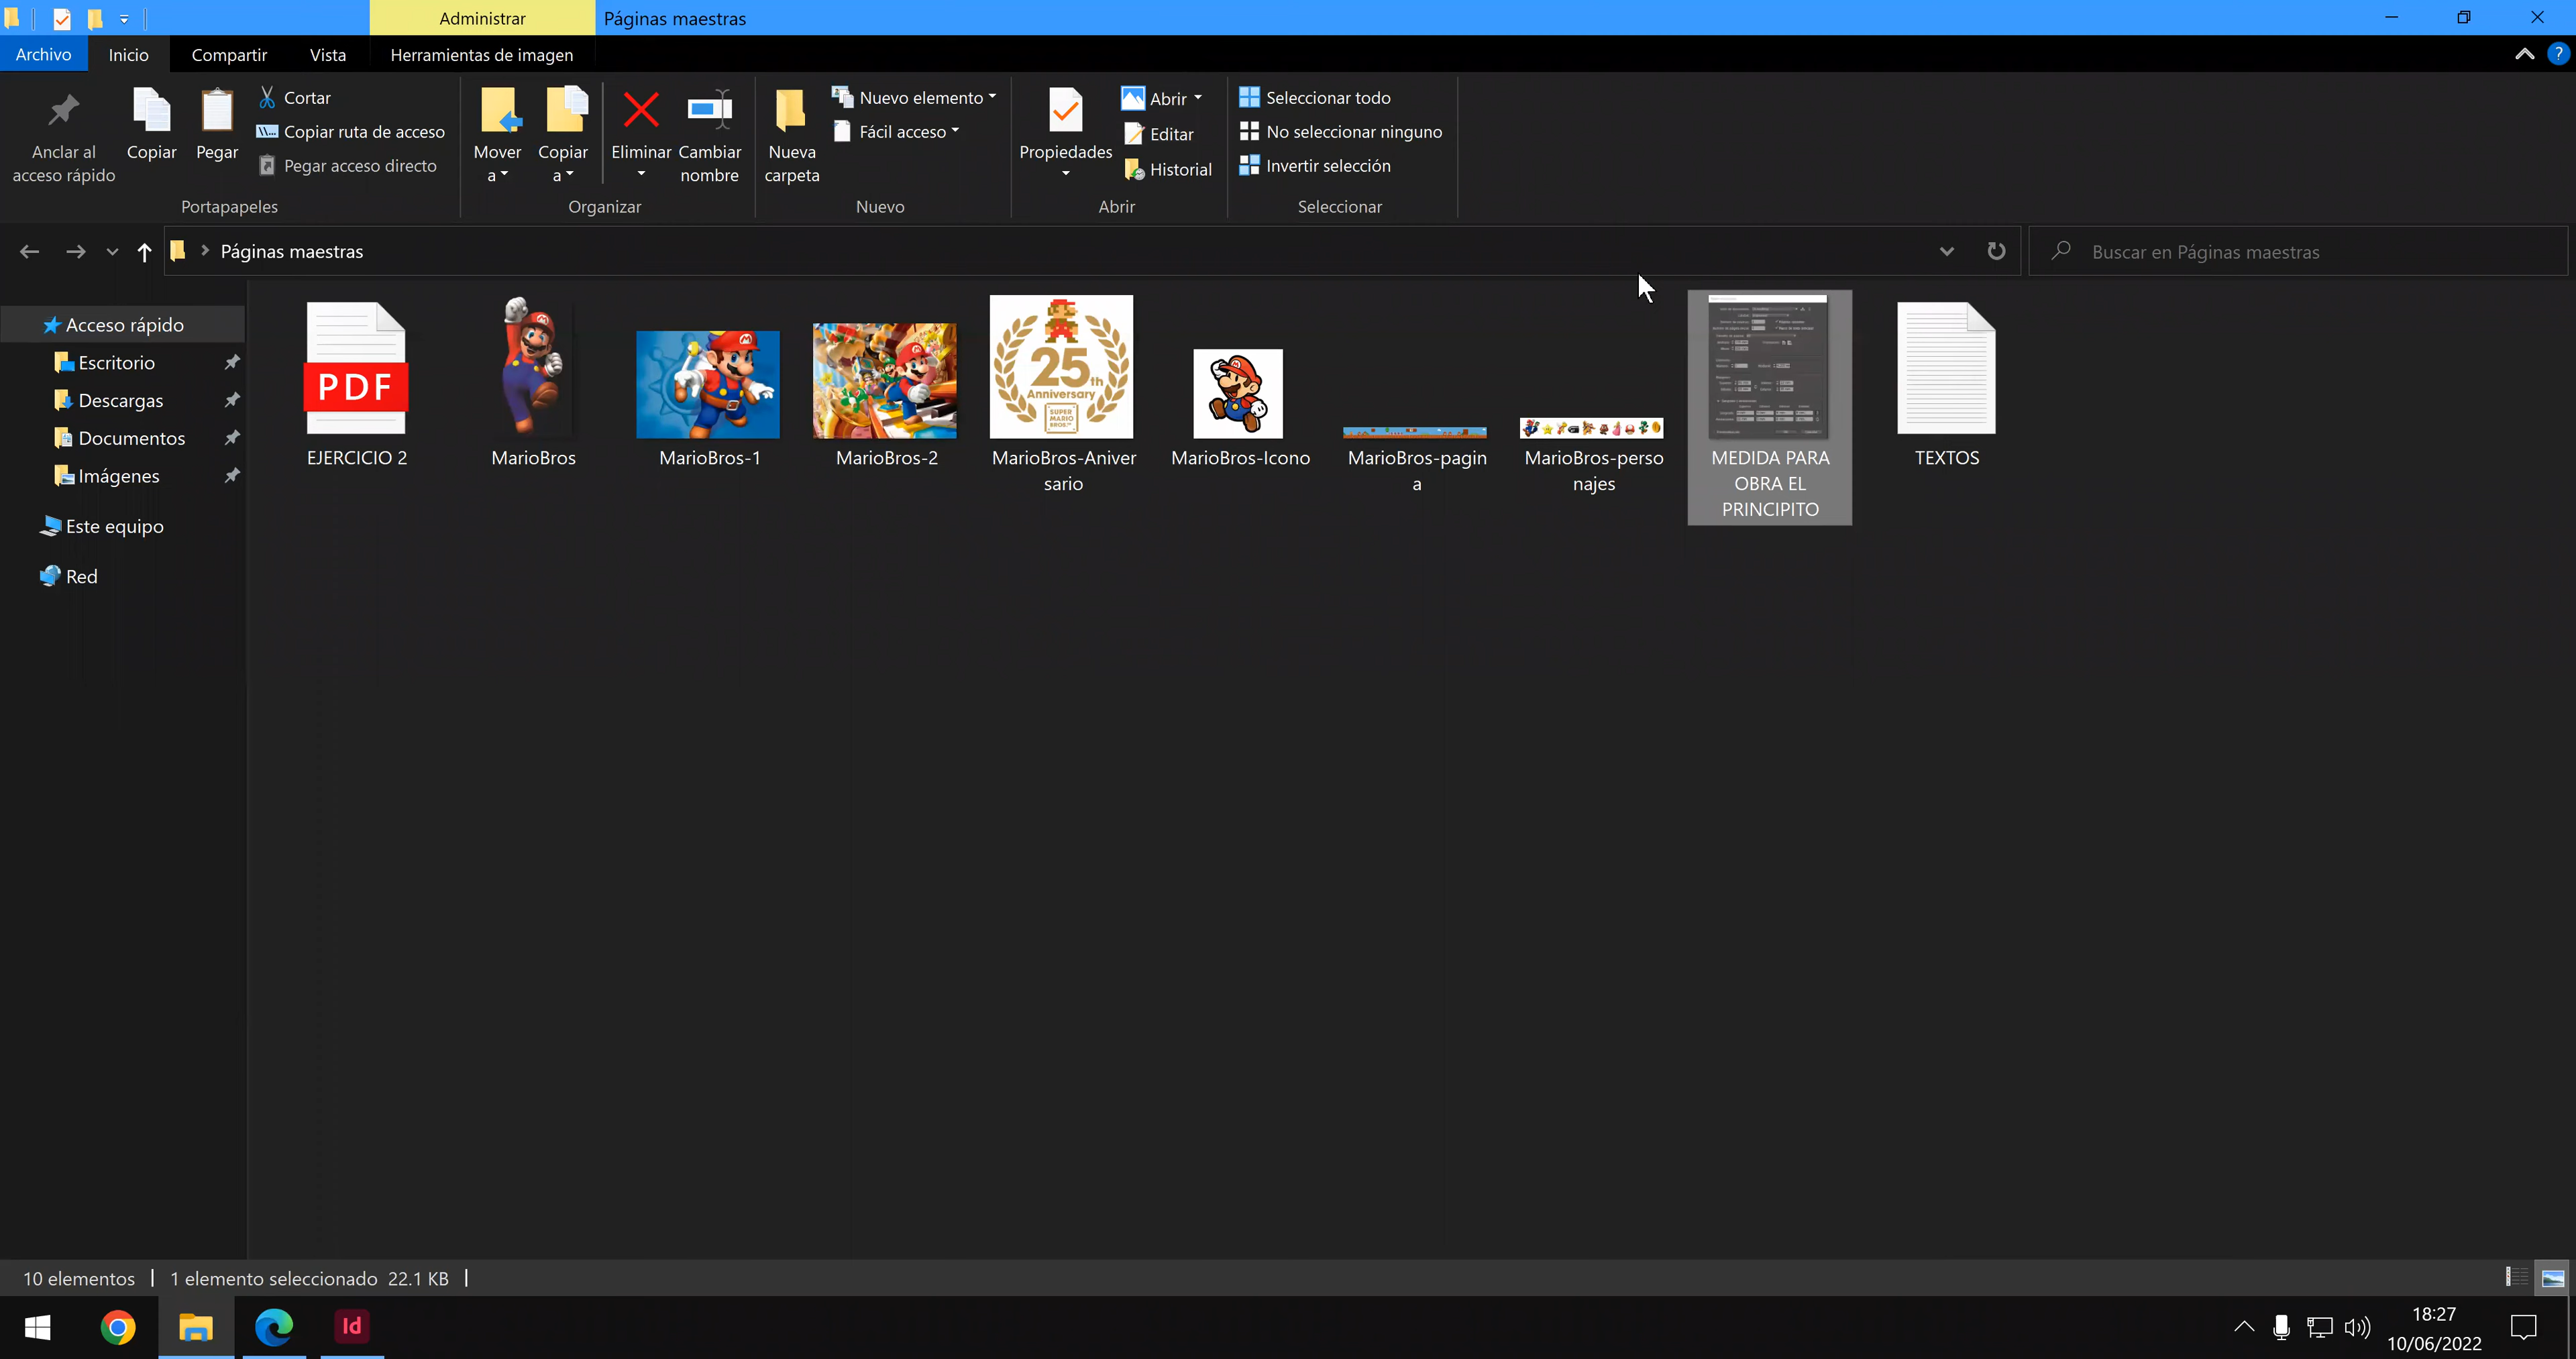 Administrar
Páginas maestras
Archivo
Inicio
Compartir
Vista
Herramientas de imagen
?
Anclar al
acceso rápido
Copiar
Pegar
Cortar
Copiar ruta de acceso
Pegar acceso directo
Portapapeles
Mover
a
Copiar
a
Eliminar
Cambiar
nombre
Organizar
Nueva
carpeta
Nuevo elemento
Fácil acceso
Nuevo
Propiedades
Abrir
Editar
Historial
Abrir
Seleccionar todo
No seleccionar ninguno
Invertir selección
Seleccionar
Páginas maestras
Buscar en Páginas maestras
Acceso rápido
Escritorio
Descargas
Documentos
Imágenes
Este equipo
Red
PDF
EJERCICIO 2
MarioBros
MarioBros-1
MarioBros-2
25th
Anniversary
SUPER
MARIO
BROS.
MarioBros-Aniver
sario
MarioBros-Icono
MarioBros-pagin
a
MarioBros-perso
najes
MEDIDA PARA
OBRA EL
PRINCIPITO
TEXTOS
10 elementos
1 elemento seleccionado 22.1 KB
Id
18:27
10/06/2022